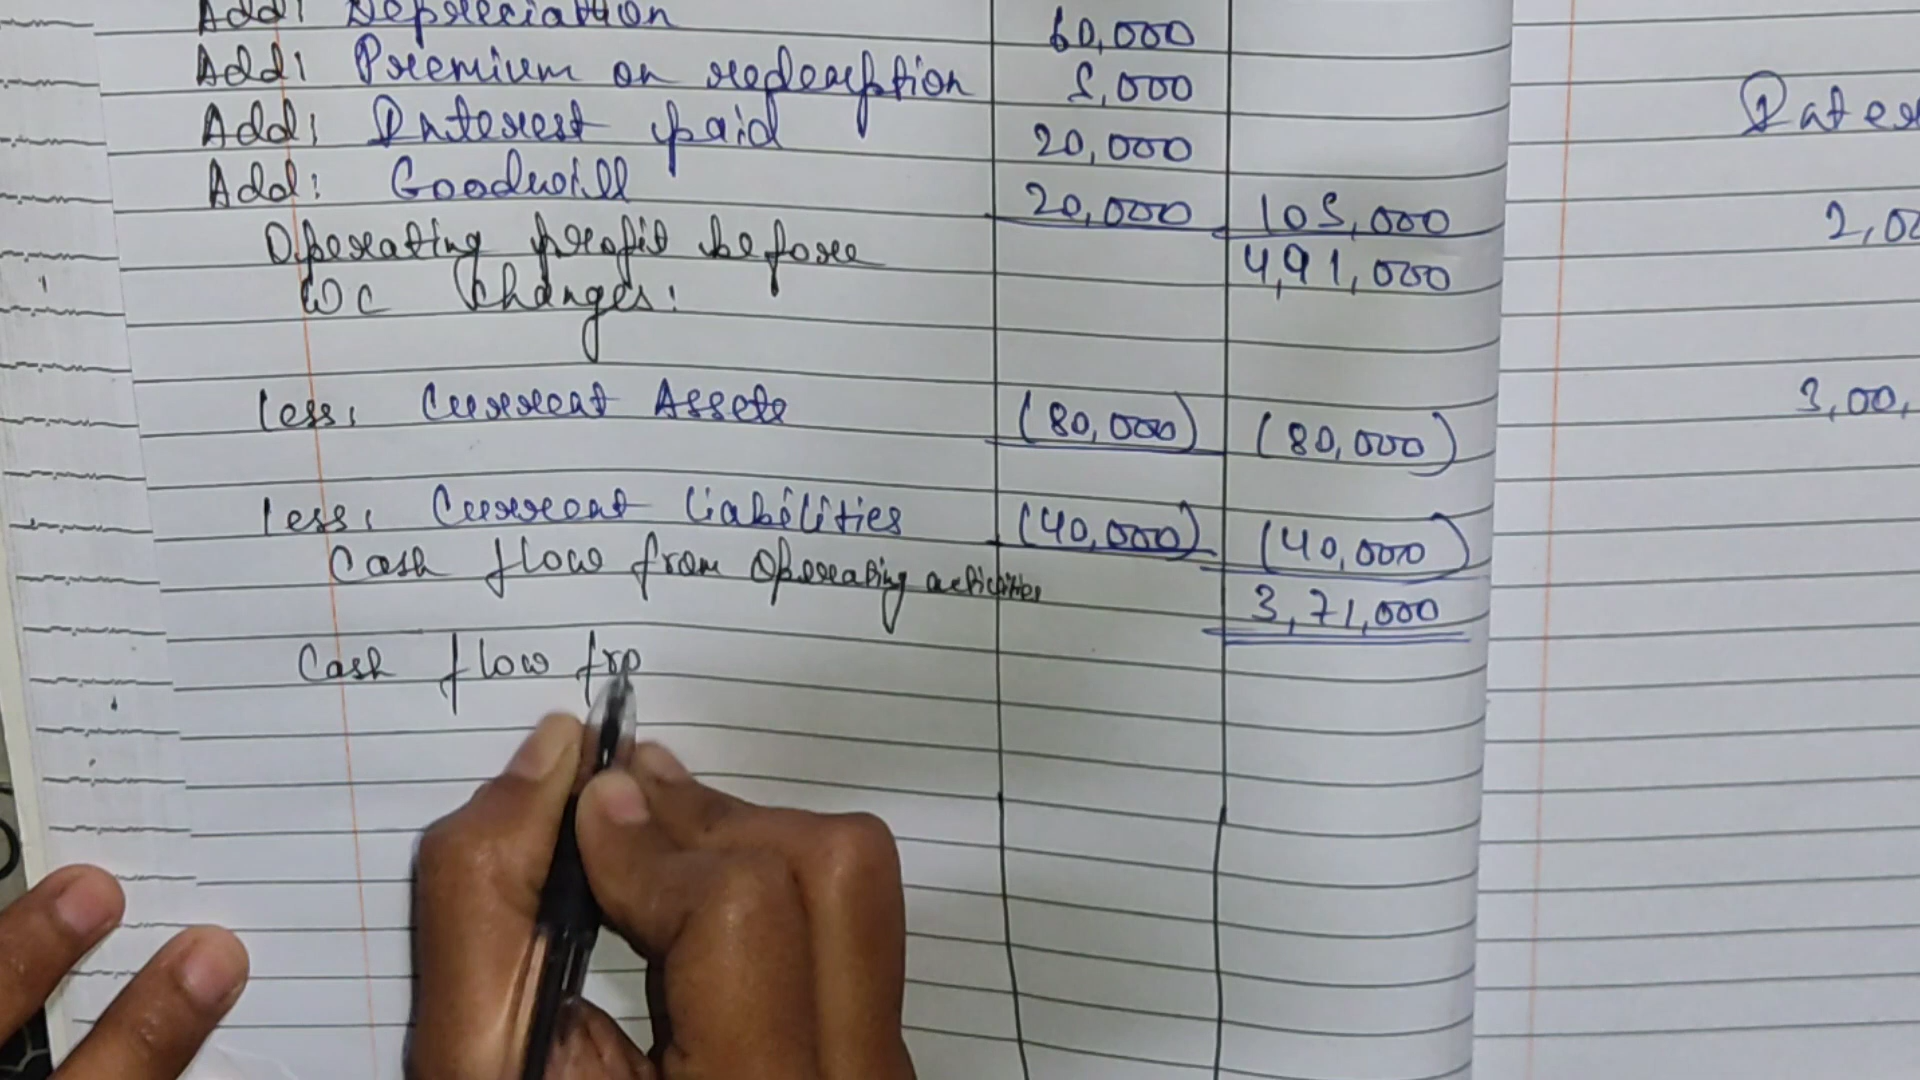 Add: Depreciation 60,000
Add: Premium on redemption 5,000
Add: Interest paid 20,000
Add: Goodwill 20,000 105,000
Operating profit before 4,91,000
WC Changes:
Less: Current Assets (80,000) (80,000)
Less: Current Liabilities (40,000) (40,000)
Cash flow from Operating activities 3,71,000
Cash flow fro
2,00
3,00,